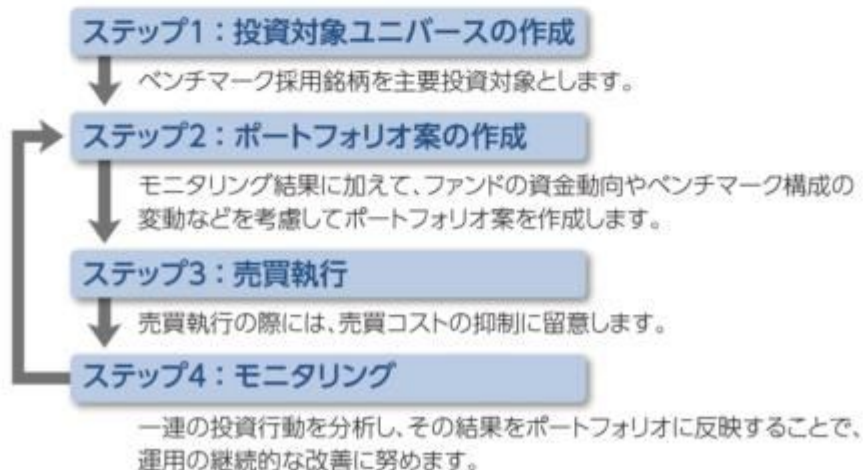 ステップ1：投資対象ユニバースの作成
ベンチマーク採用銘柄を主要投資対象とします。
ステップ2：ポートフォリオ案の作成
モニタリング結果に加えて、ファンドの資金動向やベンチマーク構成の
変動などを考慮してポートフォリオ案を作成します。
ステップ3：売買執行
売買執行の際には、売買コストの抑制に留意します。
ステップ4：モニタリング
一連の投資行動を分析し、その結果をポートフォリオに反映することで、
運用の継続的な改善に努めます。